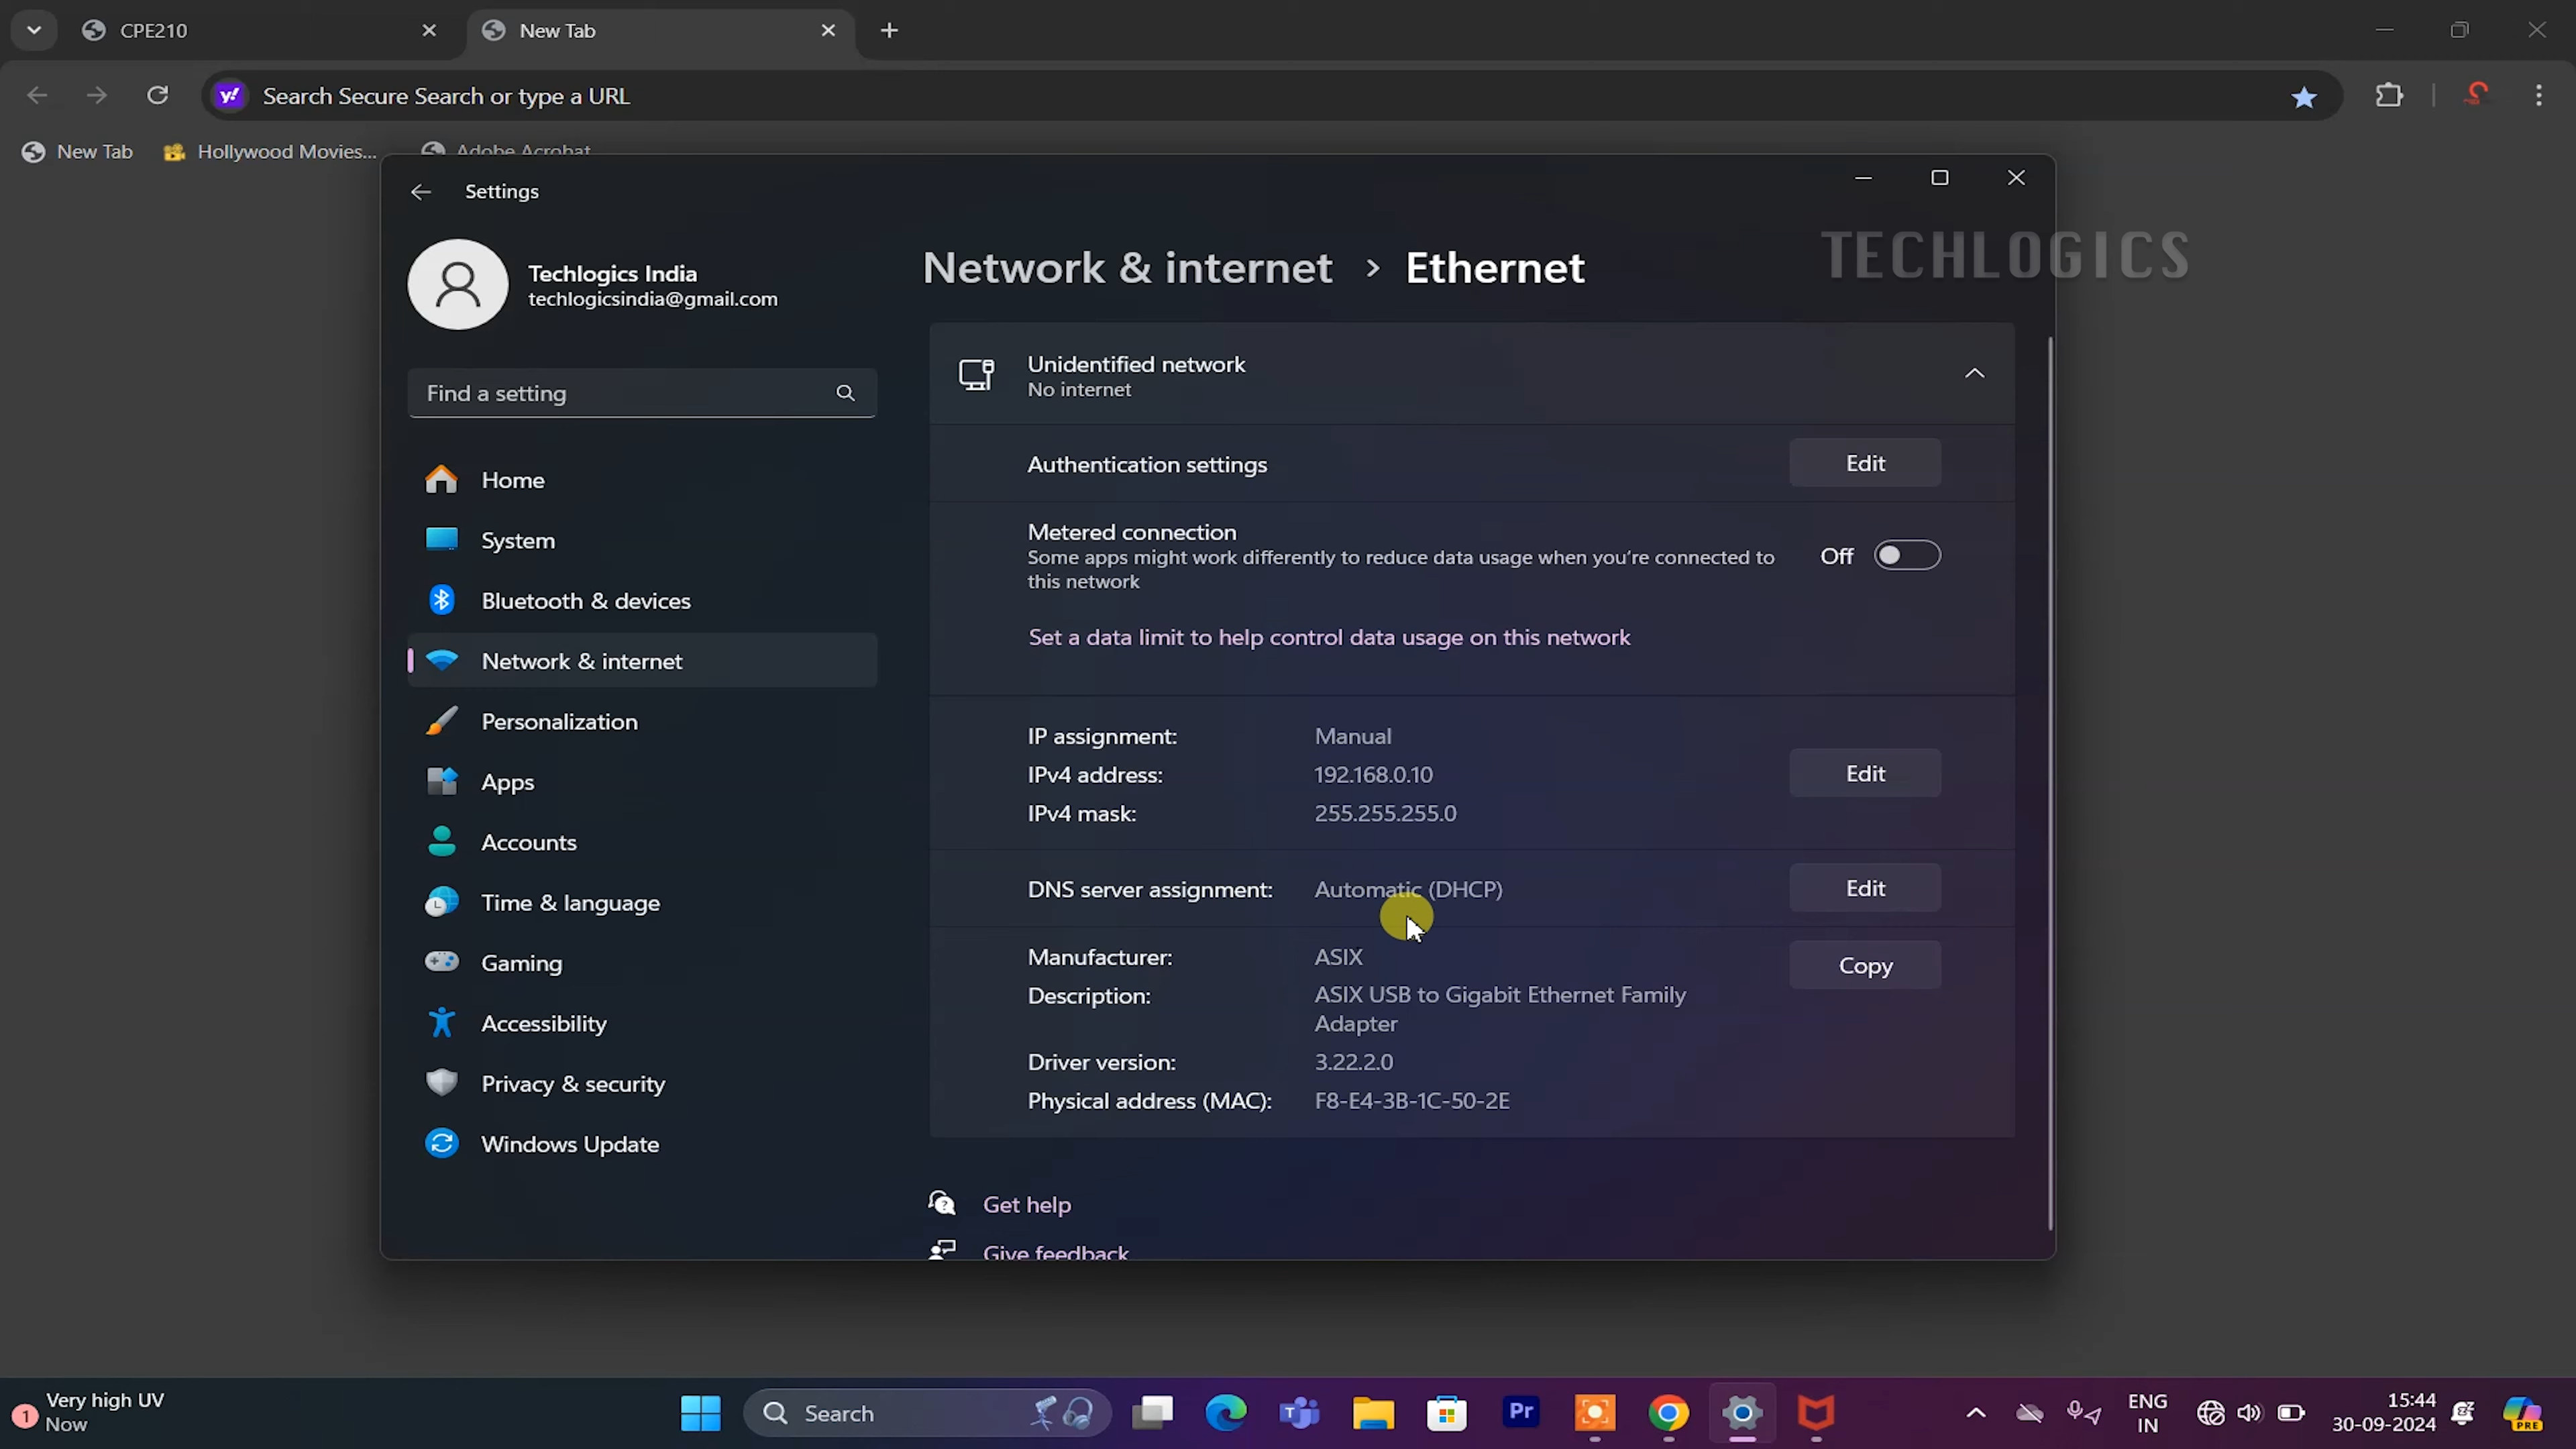 CPE210
New Tab
Search Secure Search or type a URL
New Tab
Hollywood Movies...
Adobe Acrobat
Settings
TECHLOGICS
Techlogics India
techlogicsindia@gmail.com
Find a setting
Home
System
Bluetooth & devices
Network & internet
Personalization
Apps
Accounts
Time & language
Gaming
Accessibility
Privacy & security
Windows Update
Network & internet > Ethernet
Unidentified network
No internet
Authentication settings
Edit
Metered connection
Some apps might work differently to reduce data usage when you're connected to
this network
Off
Set a data limit to help control data usage on this network
IP assignment: Manual
IPv4 address: 192.168.0.10
Edit
IPv4 mask: 255.255.255.0
DNS server assignment: Automatic (DHCP)
Edit
Manufacturer: ASIX
Copy
Description: ASIX USB to Gigabit Ethernet Family
Adapter
Driver version: 3.22.2.0
Physical address (MAC): F8-E4-3B-1C-50-2E
Get help
Give feedback
1
Very high UV
Now
Search
Pr
ENG
IN
15:44
30-09-2024
PRE